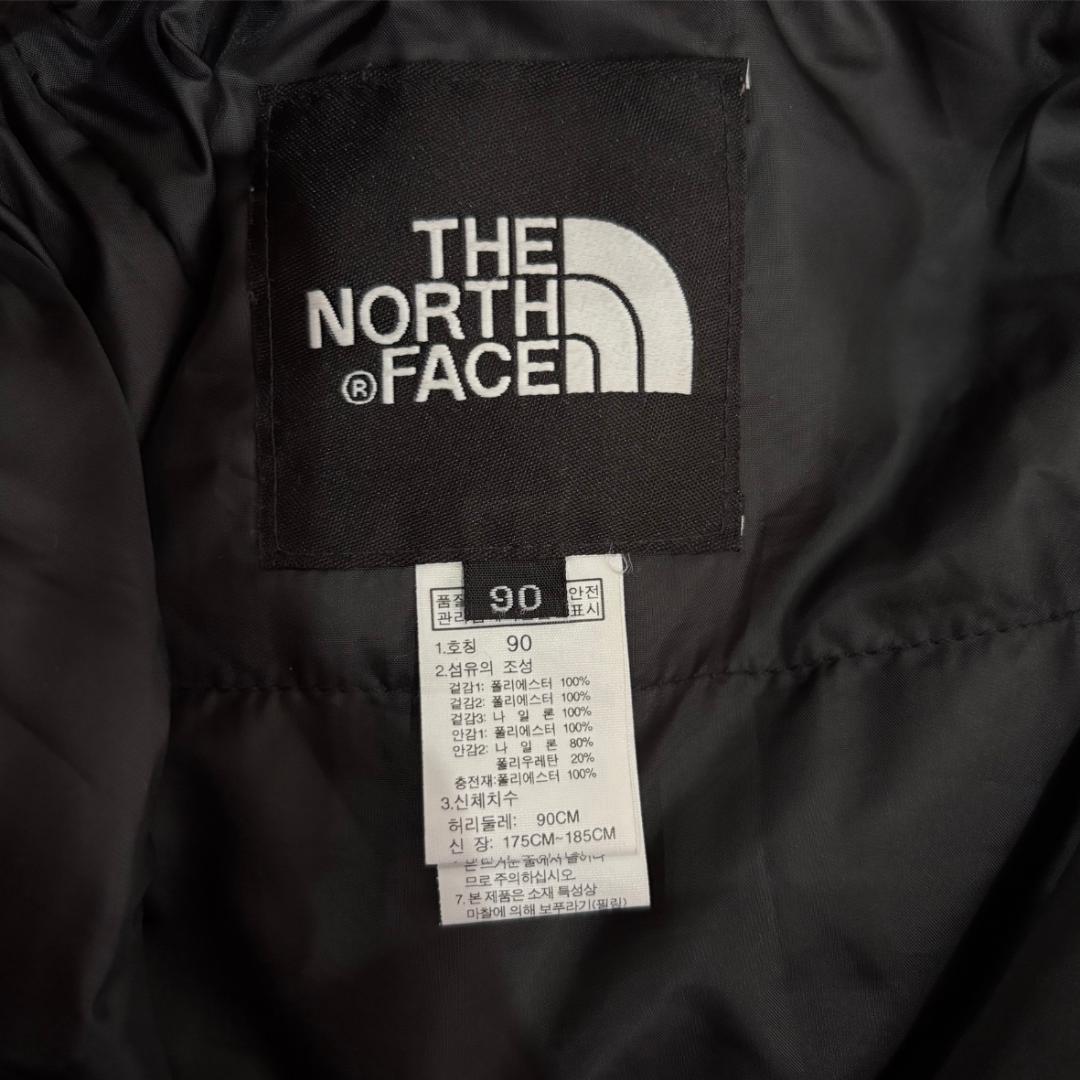 THE
NORTH
® FACE
90
품질 안전
관리 표시
1.호칭 90
2.섬유의 조성
겉감1: 폴리에스터 100%
겉감2: 폴리에스터 100%
겉감3: 나 일 론 100%
안감1: 폴리에스터 100%
안감2: 나 일 론 80%
폴리우레탄 20%
충전재:폴리에스터 100%
3.신체치수
허리둘레: 90CM
신 장: 175CM~185CM
므로 주의하십시오.
7. 본 제품은 소재 특성상
마찰에 의해 보푸라기(필링)